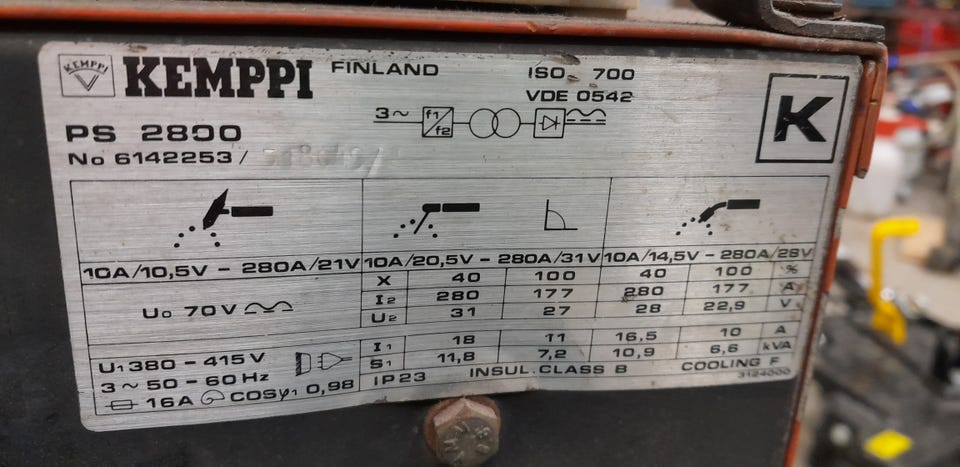 KEMPPI KEMPPI FINLAND ISO 700
VDE 0542
3~ f1 f2
K
PS 2800
No 6142253/
10A/10,5V - 280A/21V 10A/20,5V - 280A/31V 10A/14,5V - 280A/28V
X 40 100 40 100 %
Uo 70V I2 280 177 280 177 A
U2 31 27 28 22,9 V
U1 380 - 415 V I1 18 11 16,5 10 A
3~ 50 - 60 Hz S1 11,8 7,2 10,9 6,6 kVA
16A COSφ1 0,98 IP23 INSUL. CLASS B COOLING F
3124000